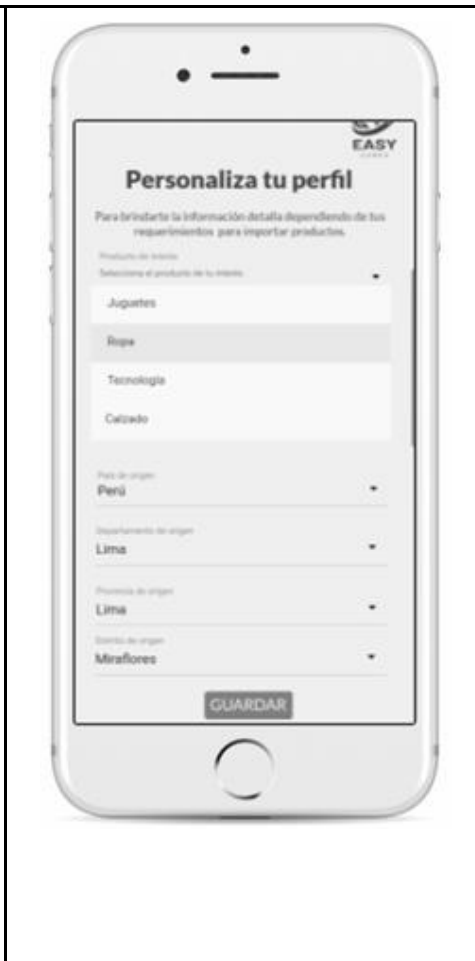 EASY
Personaliza tu perfil
Para brindarte la información detalla dependiendo de tus
requerimientos para importar productos.
Producto de interés
Selecciona el producto de tu interés
Juguetes
Ropa
Tecnología
Calzado
País de origen
Perú
Departamento de origen
Lima
Provincia de origen
Lima
Distrito de origen
Miraflores
GUARDAR